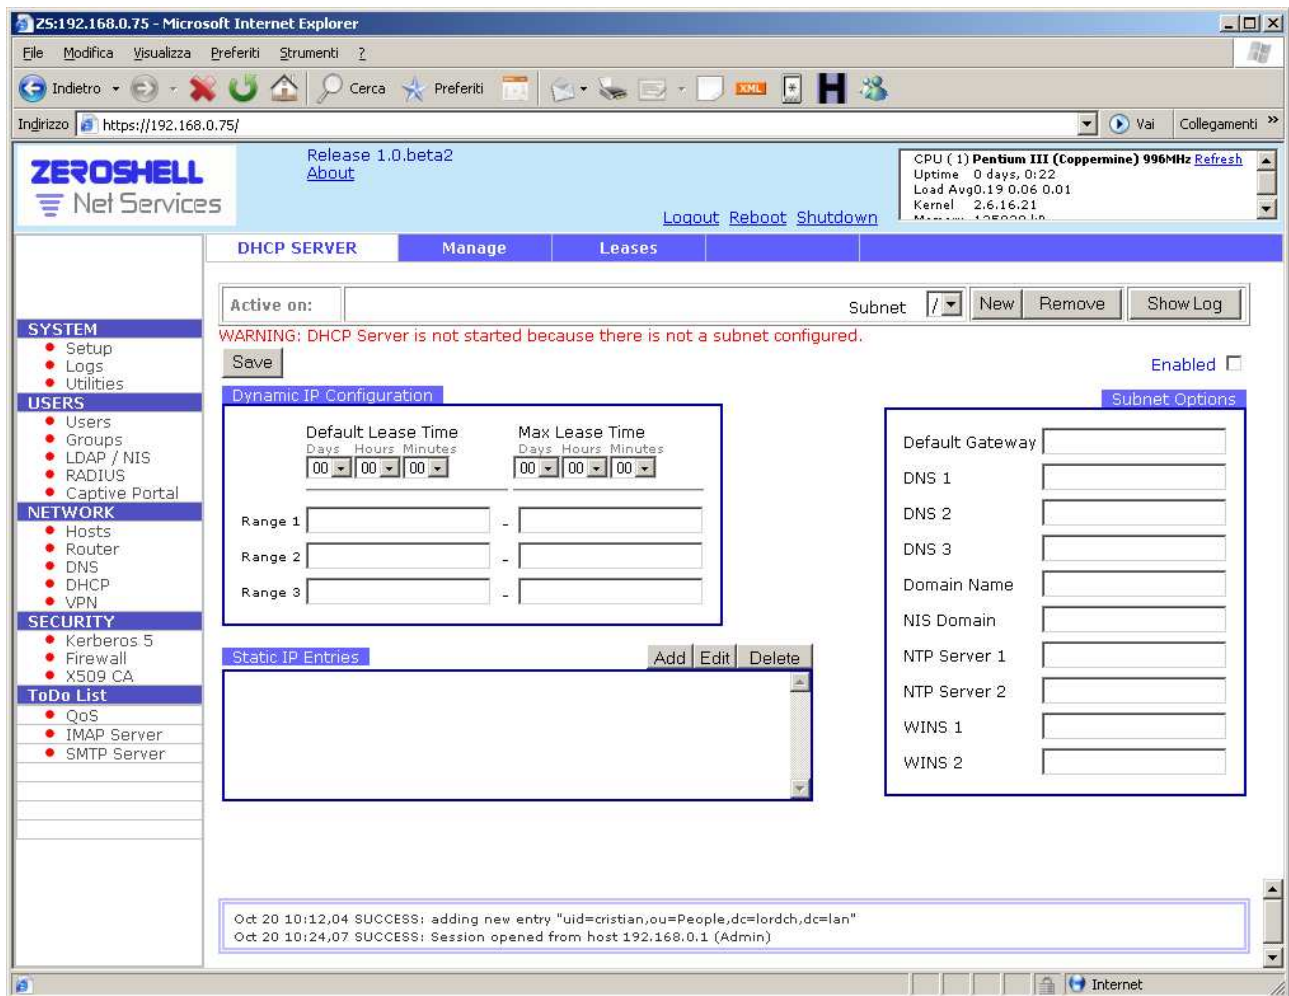 ZS:192.168.0.75 - Microsoft Internet Explorer
File Modifica Visualizza Preferiti Strumenti ?
Indietro Cerca Preferiti XML H
Indirizzo https://192.168.0.75/ Vai Collegamenti »
ZEROSHELL
Net Services
Release 1.0.beta2
About
Logout Reboot Shutdown
CPU ( 1) Pentium III (Coppermine) 996MHz Refresh
Uptime 0 days, 0:22
Load Avg0.19 0.06 0.01
Kernel 2.6.16.21
DHCP SERVER Manage Leases
Active on: Subnet / New Remove Show Log
WARNING: DHCP Server is not started because there is not a subnet configured.
Save Enabled
SYSTEM
Setup
Logs
Utilities
USERS
Users
Groups
LDAP / NIS
RADIUS
Captive Portal
NETWORK
Hosts
Router
DNS
DHCP
VPN
SECURITY
Kerberos 5
Firewall
X509 CA
ToDo List
QoS
IMAP Server
SMTP Server
Dynamic IP Configuration
Default Lease Time Max Lease Time
Days Hours Minutes Days Hours Minutes
00 00 00 00 00 00
Range 1 -
Range 2 -
Range 3 -
Static IP Entries Add Edit Delete
Subnet Options
Default Gateway
DNS 1
DNS 2
DNS 3
Domain Name
NIS Domain
NTP Server 1
NTP Server 2
WINS 1
WINS 2
Oct 20 10:12,04 SUCCESS: adding new entry "uid=cristian,ou=People,dc=lordch,dc=lan"
Oct 20 10:24,07 SUCCESS: Session opened from host 192.168.0.1 (Admin)
Internet